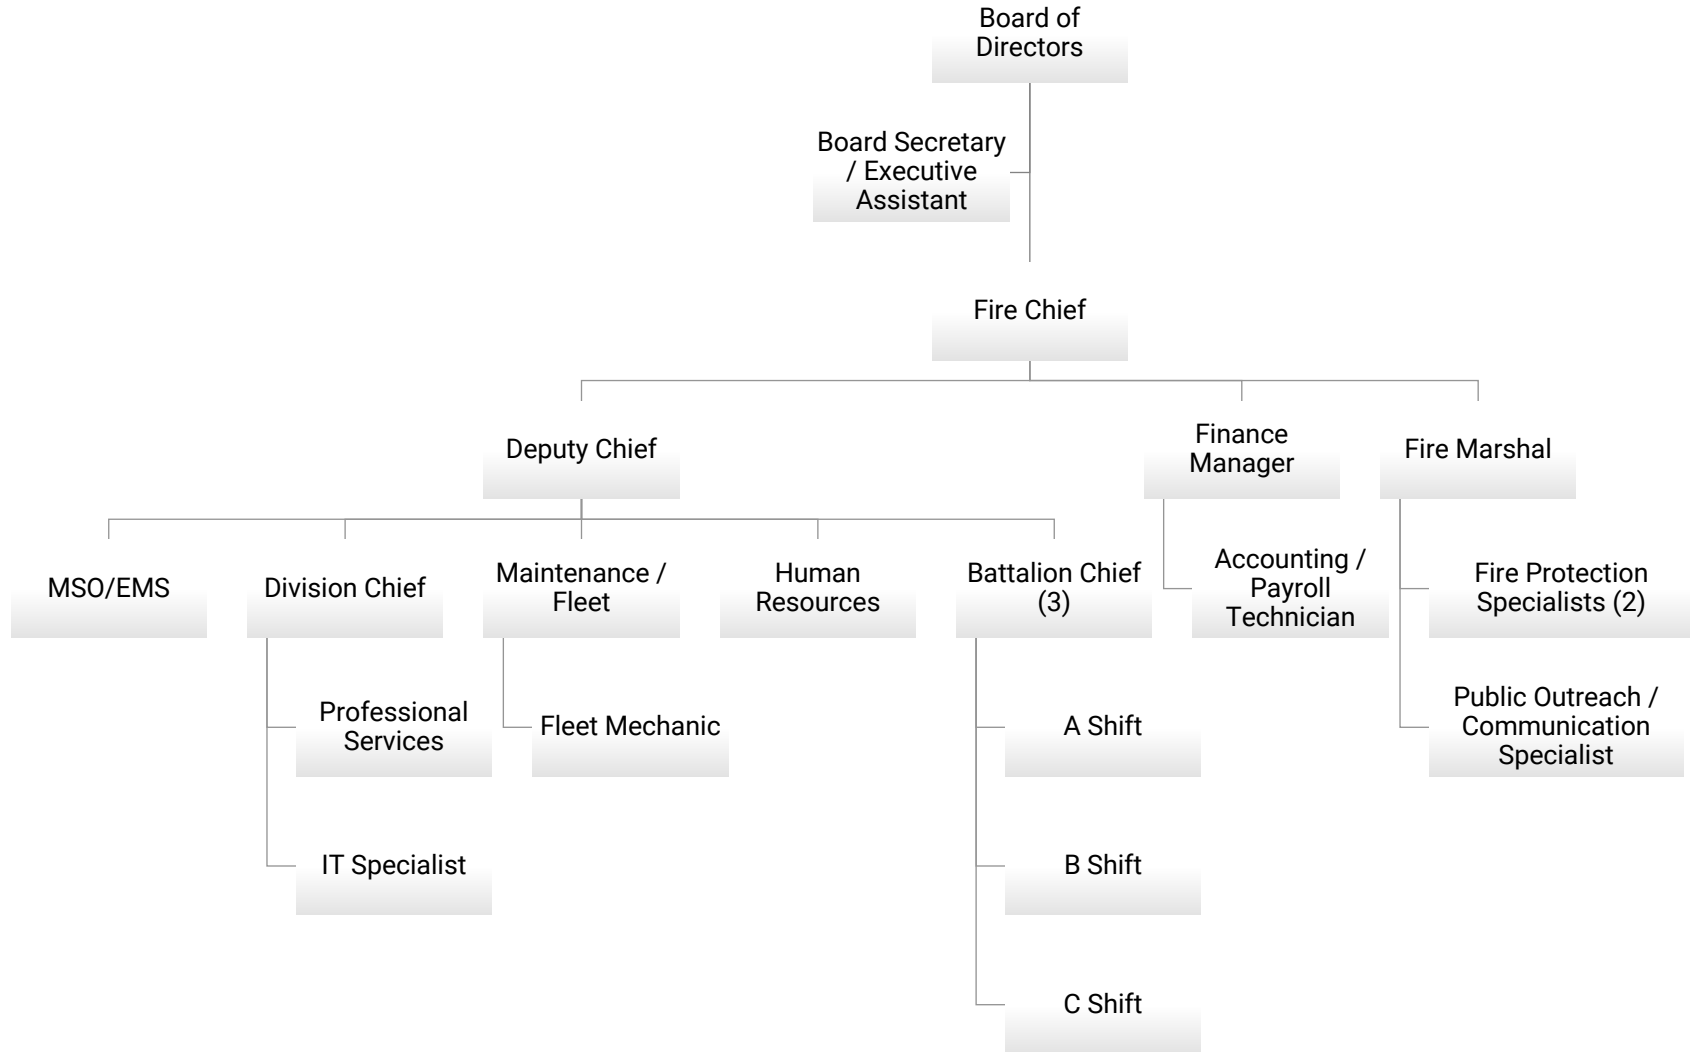 Board of
Directors
Board Secretary
/ Executive
Assistant
Fire Chief
Deputy Chief
Finance
Manager
Fire Marshal
MSO/EMS
Division Chief
Maintenance /
Fleet
Human
Resources
Battalion Chief
(3)
Accounting /
Payroll
Technician
Fire Protection
Specialists (2)
Professional
Services
Fleet Mechanic
A Shift
Public Outreach /
Communication
Specialist
IT Specialist
B Shift
C Shift